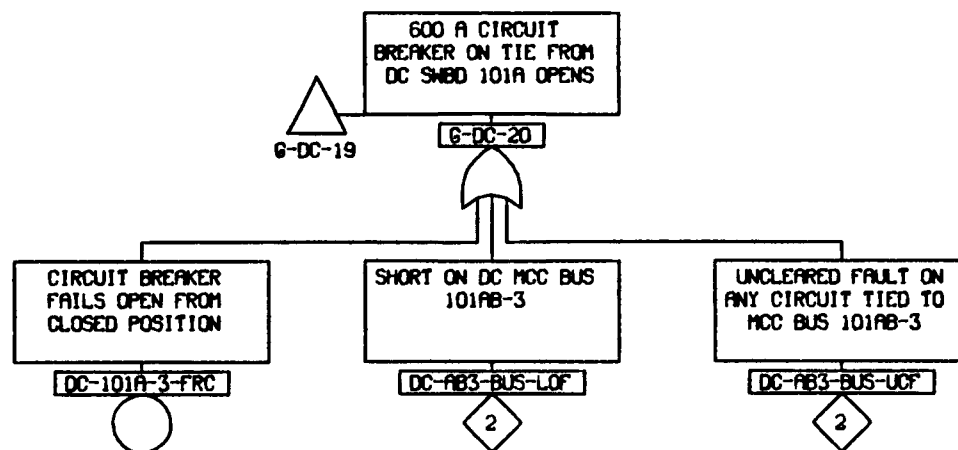 600 A CIRCUIT
BREAKER ON TIE FROM
DC SWBD 101A OPENS
G-DC-19
G-DC-20
CIRCUIT BREAKER
FAILS OPEN FROM
CLOSED POSITION
DC-101A-3-FRC
SHORT ON DC MCC BUS
101AB-3
DC-AB3-BUS-LOF
2
UNCLEARED FAULT ON
ANY CIRCUIT TIED TO
MCC BUS 101AB-3
DC-AB3-BUS-UCF
2